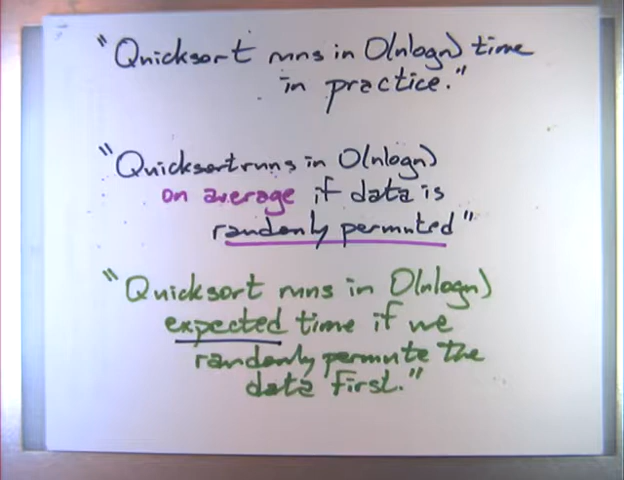 "Quicksort runs in O(nlogn) time
in practice."
"Quicksort runs in O(nlogn)
on average if data is
randomly permuted"
"Quicksort runs in O(nlogn)
expected time if we
randomly permute the
data first."